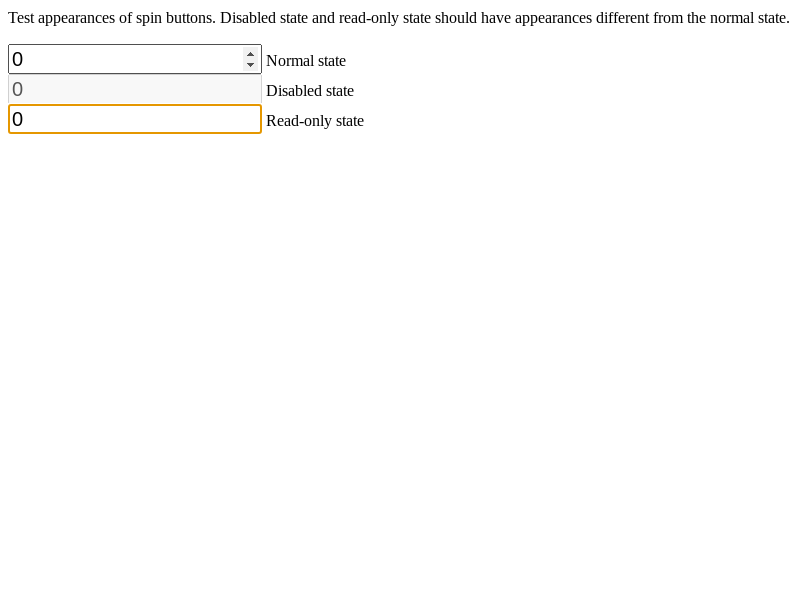 Test appearances of spin buttons. Disabled state and read-only state should have appearances different from the normal state.
0 Normal state
0 Disabled state
0 Read-only state